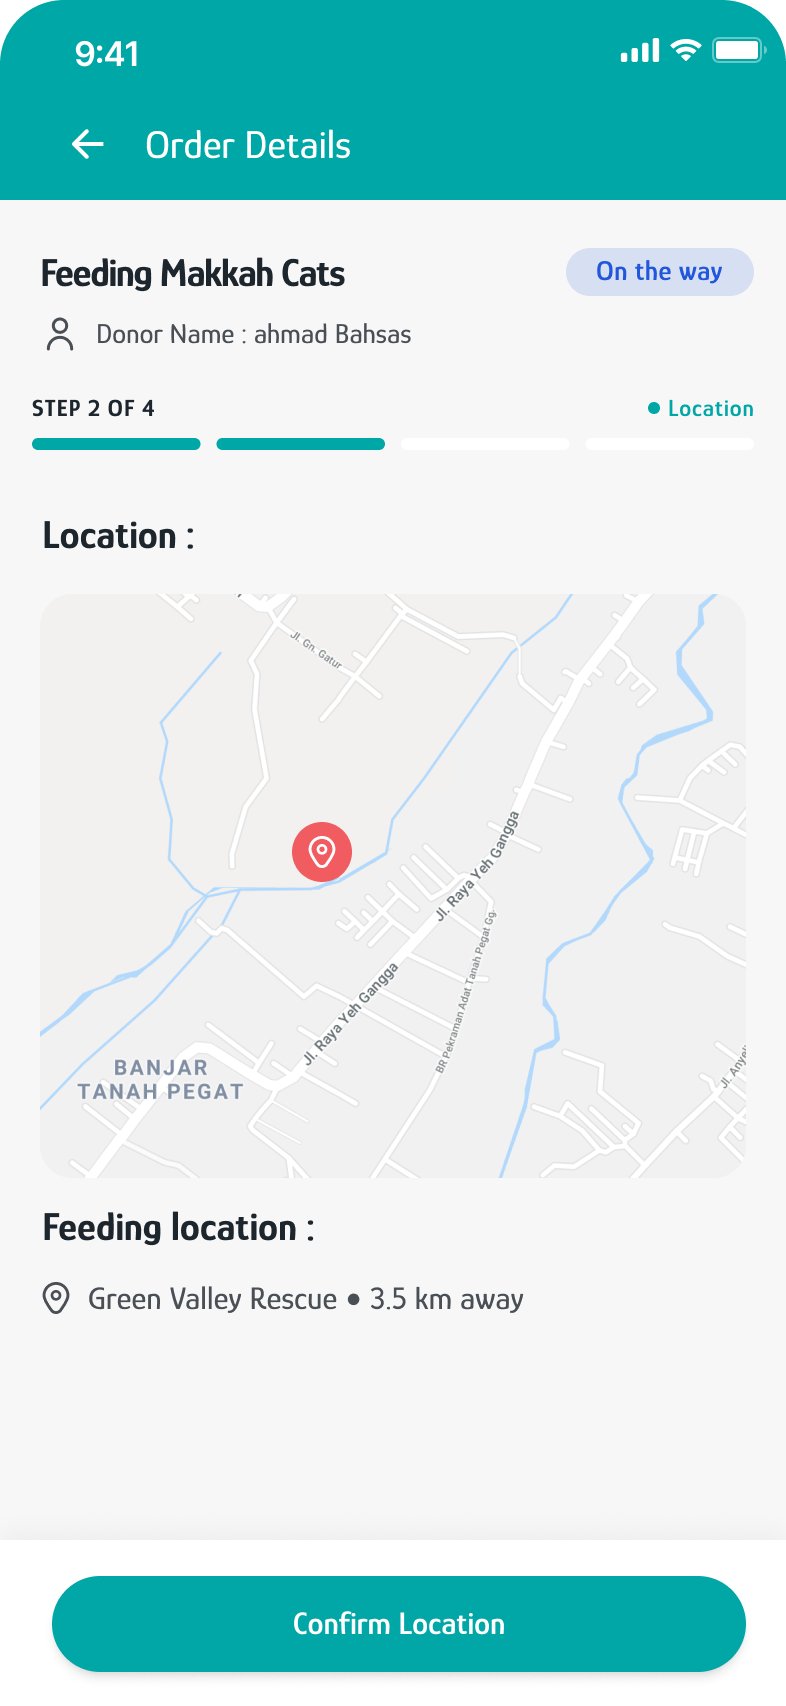 9:41
Order Details
Feeding Makkah Cats
On the way
Donor Name : ahmad Bahsas
STEP 2 OF 4
Location
Location :
Jl. Gn. Gatur
Jl. Raya Yeh Gangga
BR Pekraman Adat Tanah Pegat Gg.
Jl. Raya Yeh Gangga
BANJAR
TANAH PEGAT
Feeding location :
Green Valley Rescue • 3.5 km away
Confirm Location